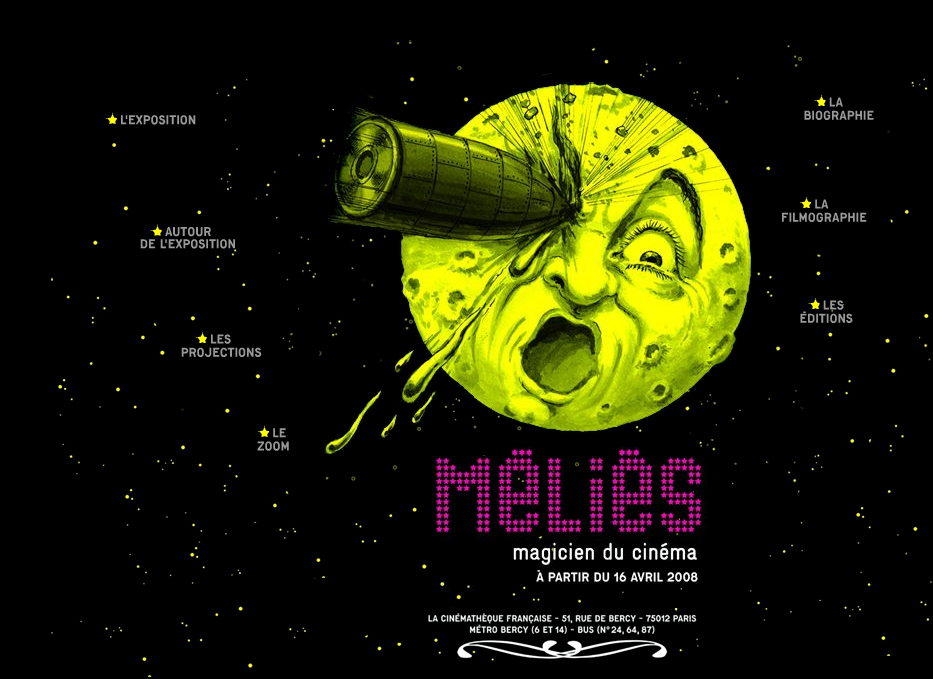 L'EXPOSITION
AUTOUR
DE L'EXPOSITION
LES
PROJECTIONS
LE
ZOOM
LA
BIOGRAPHIE
LA
FILMOGRAPHIE
LES
ÉDITIONS
MéLiès
magicien du cinéma
À PARTIR DU 16 AVRIL 2008
LA CINÉMATHÈQUE FRANÇAISE - 51, RUE DE BERCY - 75012 PARIS
MÉTRO BERCY (6 ET 14) - BUS (N° 24, 64, 87)